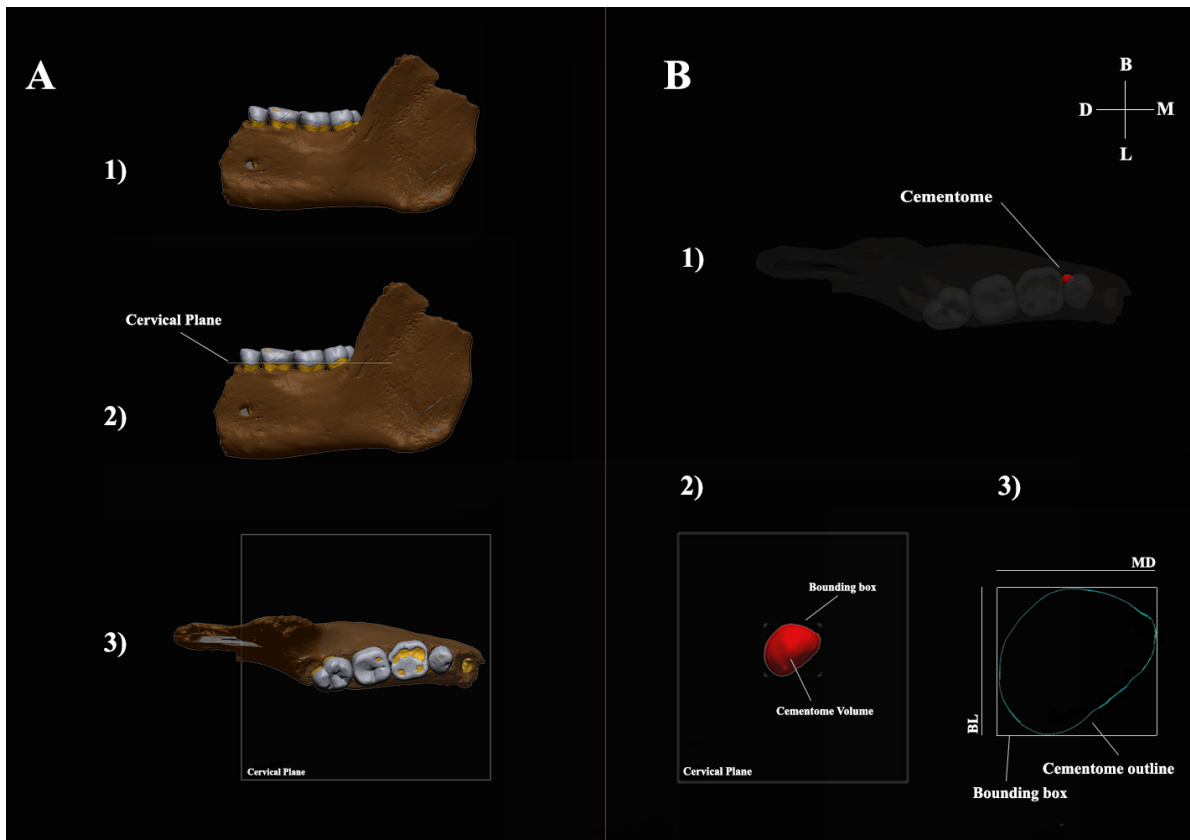 A
1)
Cervical Plane
2)
3)
Cervical Plane
B
B
D
M
L
Cementome
1)
2)
Bounding box
Cementome Volume
Cervical Plane
3)
MD
BL
Cementome outline
Bounding box